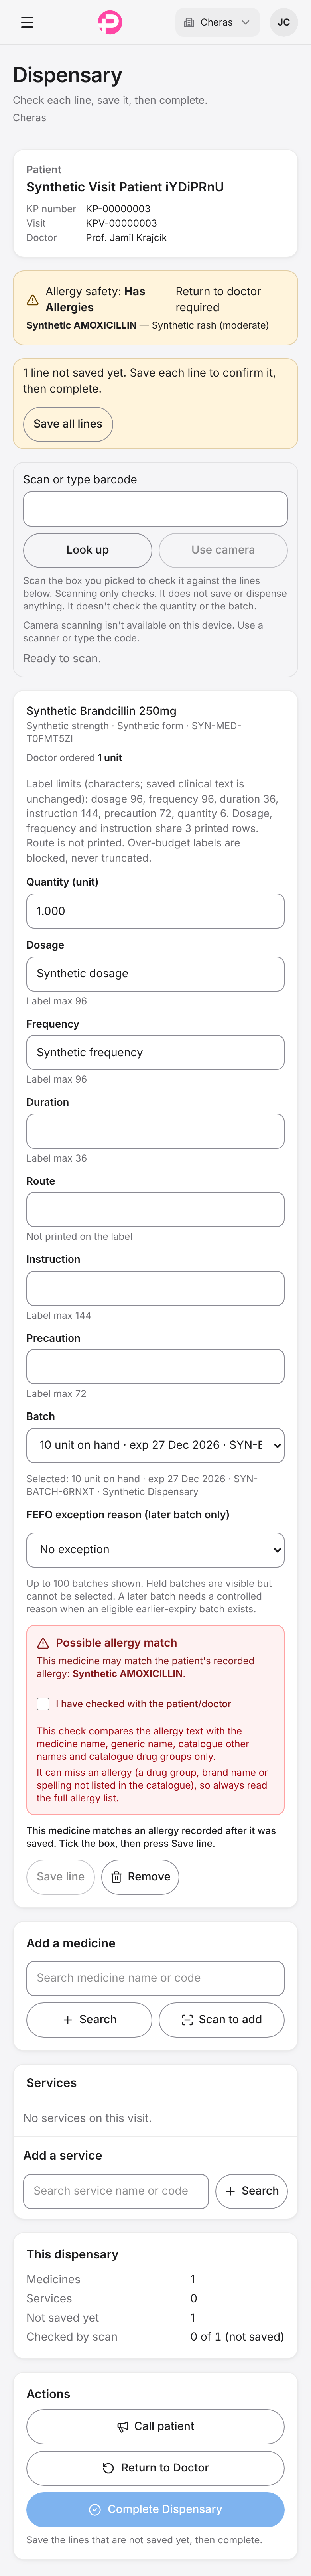 Cheras
JC
Dispensary
Check each line, save it, then complete.
Cheras
Patient
Synthetic Visit Patient iYDiPRnU
KP number KP-00000003
Visit KPV-00000003
Doctor Prof. Jamil Krajcik
Allergy safety: Has Allergies
Return to doctor required
Synthetic AMOXICILLIN — Synthetic rash (moderate)
1 line not saved yet. Save each line to confirm it,
then complete.
Save all lines
Scan or type barcode
Look up
Use camera
Scan the box you picked to check it against the lines
below. Scanning only checks. It does not save or dispense
anything. It doesn't check the quantity or the batch.
Camera scanning isn't available on this device. Use a
scanner or type the code.
Ready to scan.
Synthetic Brandcillin 250mg
Synthetic strength · Synthetic form · SYN-MED-
T0FMT5ZI
Doctor ordered 1 unit
Label limits (characters; saved clinical text is
unchanged): dosage 96, frequency 96, duration 36,
instruction 144, precaution 72, quantity 6. Dosage,
frequency and instruction share 3 printed rows.
Route is not printed. Over-budget labels are
blocked, never truncated.
Quantity (unit)
1.000
Dosage
Synthetic dosage
Label max 96
Frequency
Synthetic frequency
Label max 96
Duration
Label max 36
Route
Not printed on the label
Instruction
Label max 144
Precaution
Label max 72
Batch
10 unit on hand · exp 27 Dec 2026 · SYN-E
Selected: 10 unit on hand · exp 27 Dec 2026 · SYN-
BATCH-6RNXT · Synthetic Dispensary
FEFO exception reason (later batch only)
No exception
Up to 100 batches shown. Held batches are visible but
cannot be selected. A later batch needs a controlled
reason when an eligible earlier-expiry batch exists.
Possible allergy match
This medicine may match the patient's recorded
allergy: Synthetic AMOXICILLIN.
I have checked with the patient/doctor
This check compares the allergy text with the
medicine name, generic name, catalogue other
names and catalogue drug groups only.
It can miss an allergy (a drug group, brand name or
spelling not listed in the catalogue), so always read
the full allergy list.
This medicine matches an allergy recorded after it was
saved. Tick the box, then press Save line.
Save line
Remove
Add a medicine
Search medicine name or code
Search
Scan to add
Services
No services on this visit.
Add a service
Search service name or code
Search
This dispensary
Medicines 1
Services 0
Not saved yet 1
Checked by scan 0 of 1 (not saved)
Actions
Call patient
Return to Doctor
Complete Dispensary
Save the lines that are not saved yet, then complete.